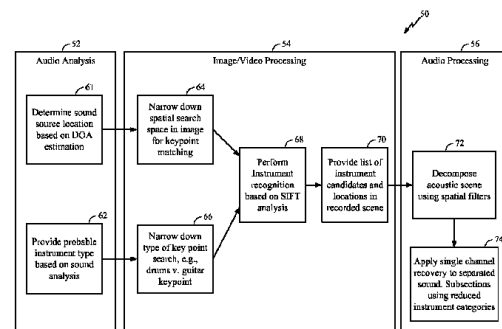 50
52
Audio Analysis
54
Image/Video Processing
56
Audio Processing
61
Determine sound
source location
based on DOA
estimation
64
Narrow down
spatial search
space in image
for keypoint
matching
68
Perform
Instrument
recognition
based on SIFT
analysis
70
Provide list of
instrument
candidates and
locations in
recorded scene
72
Decompose
acoustic scene
using spatial filters
62
Provide probable
instrument type
based on sound
analysis
66
Narrow down
type of key point
search, e.g.,
drums v. guitar
keypoint
74
Apply single channel
recovery to separated
sound. Subsections
using reduced
instrument categories